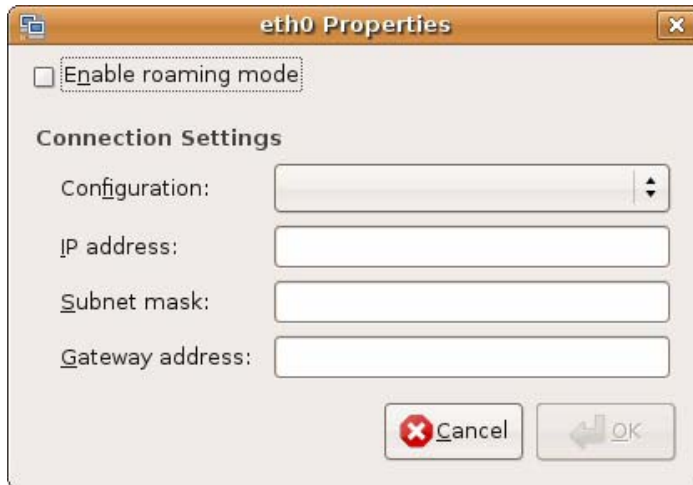 eth0 Properties
Enable roaming mode
Connection Settings
Configuration:
IP address:
Subnet mask:
Gateway address:
Cancel
OK